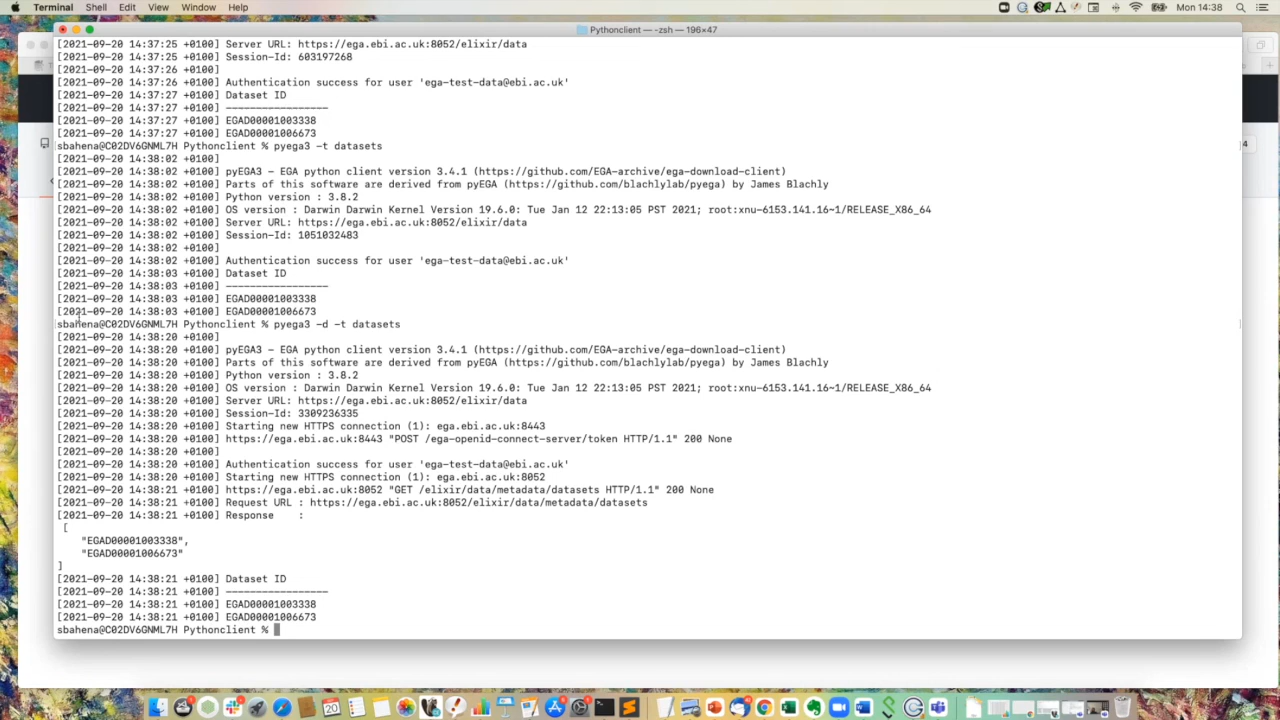 Terminal Shell Edit View Window Help Mon 14:38
Pythonclient — -zsh — 196×47
[2021-09-20 14:37:25 +0100] Server URL: https://ega.ebi.ac.uk:8052/elixir/data
[2021-09-20 14:37:25 +0100] Session-Id: 603197268
[2021-09-20 14:37:26 +0100]
[2021-09-20 14:37:26 +0100] Authentication success for user 'ega-test-data@ebi.ac.uk'
[2021-09-20 14:37:27 +0100] Dataset ID
[2021-09-20 14:37:27 +0100] -----------------
[2021-09-20 14:37:27 +0100] EGAD00001003338
[2021-09-20 14:37:27 +0100] EGAD00001006673
sbahena@C02DV6GNML7H Pythonclient % pyega3 -t datasets
[2021-09-20 14:38:02 +0100]
[2021-09-20 14:38:02 +0100] pyEGA3 - EGA python client version 3.4.1 (https://github.com/EGA-archive/ega-download-client)
[2021-09-20 14:38:02 +0100] Parts of this software are derived from pyEGA (https://github.com/blachlylab/pyega) by James Blachly
[2021-09-20 14:38:02 +0100] Python version : 3.8.2
[2021-09-20 14:38:02 +0100] OS version : Darwin Darwin Kernel Version 19.6.0: Tue Jan 12 22:13:05 PST 2021; root:xnu-6153.141.16~1/RELEASE_X86_64
[2021-09-20 14:38:02 +0100] Server URL: https://ega.ebi.ac.uk:8052/elixir/data
[2021-09-20 14:38:02 +0100] Session-Id: 1051032483
[2021-09-20 14:38:02 +0100]
[2021-09-20 14:38:02 +0100] Authentication success for user 'ega-test-data@ebi.ac.uk'
[2021-09-20 14:38:03 +0100] Dataset ID
[2021-09-20 14:38:03 +0100] -----------------
[2021-09-20 14:38:03 +0100] EGAD00001003338
[2021-09-20 14:38:03 +0100] EGAD00001006673
sbahena@C02DV6GNML7H Pythonclient % pyega3 -d -t datasets
[2021-09-20 14:38:20 +0100]
[2021-09-20 14:38:20 +0100] pyEGA3 - EGA python client version 3.4.1 (https://github.com/EGA-archive/ega-download-client)
[2021-09-20 14:38:20 +0100] Parts of this software are derived from pyEGA (https://github.com/blachlylab/pyega) by James Blachly
[2021-09-20 14:38:20 +0100] Python version : 3.8.2
[2021-09-20 14:38:20 +0100] OS version : Darwin Darwin Kernel Version 19.6.0: Tue Jan 12 22:13:05 PST 2021; root:xnu-6153.141.16~1/RELEASE_X86_64
[2021-09-20 14:38:20 +0100] Server URL: https://ega.ebi.ac.uk:8052/elixir/data
[2021-09-20 14:38:20 +0100] Session-Id: 3309236335
[2021-09-20 14:38:20 +0100] Starting new HTTPS connection (1): ega.ebi.ac.uk:8443
[2021-09-20 14:38:20 +0100] https://ega.ebi.ac.uk:8443 "POST /ega-openid-connect-server/token HTTP/1.1" 200 None
[2021-09-20 14:38:20 +0100]
[2021-09-20 14:38:20 +0100] Authentication success for user 'ega-test-data@ebi.ac.uk'
[2021-09-20 14:38:20 +0100] Starting new HTTPS connection (1): ega.ebi.ac.uk:8052
[2021-09-20 14:38:21 +0100] https://ega.ebi.ac.uk:8052 "GET /elixir/data/metadata/datasets HTTP/1.1" 200 None
[2021-09-20 14:38:21 +0100] Request URL : https://ega.ebi.ac.uk:8052/elixir/data/metadata/datasets
[2021-09-20 14:38:21 +0100] Response :
[
"EGAD00001003338",
"EGAD00001006673"
]
[2021-09-20 14:38:21 +0100] Dataset ID
[2021-09-20 14:38:21 +0100] -----------------
[2021-09-20 14:38:21 +0100] EGAD00001003338
[2021-09-20 14:38:21 +0100] EGAD00001006673
sbahena@C02DV6GNML7H Pythonclient %